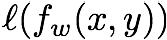 ℓ(f_w(x, y))